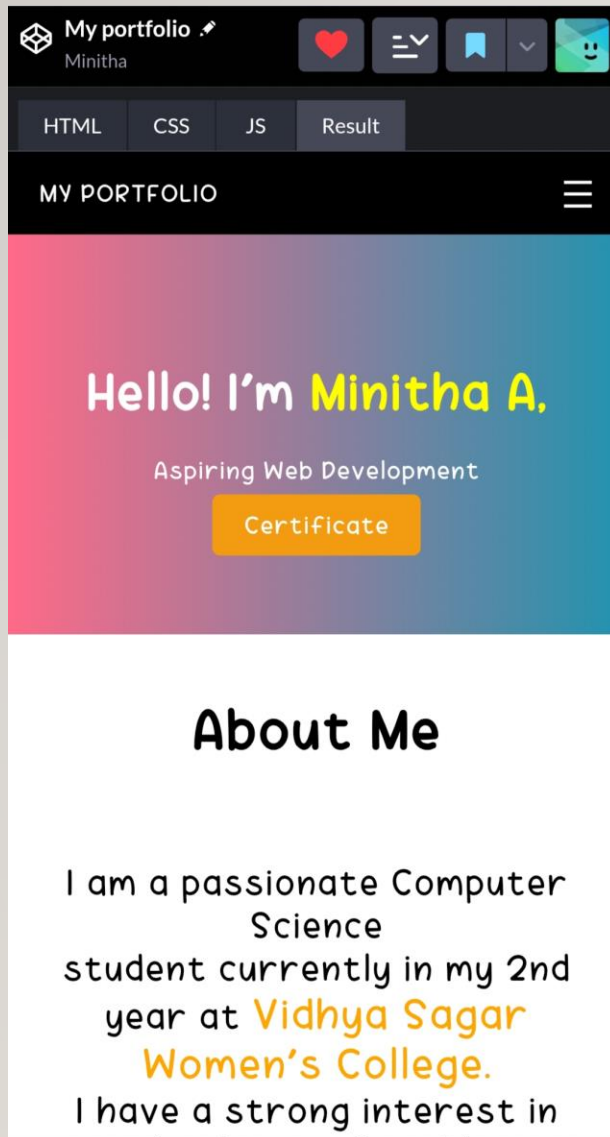 My portfolio
Minitha
HTML CSS JS Result
MY PORTFOLIO
Hello! I'm Minitha A,
Aspiring Web Development
Certificate
About Me
I am a passionate Computer
Science
student currently in my 2nd
year at Vidhya Sagar
Women's College.
I have a strong interest in